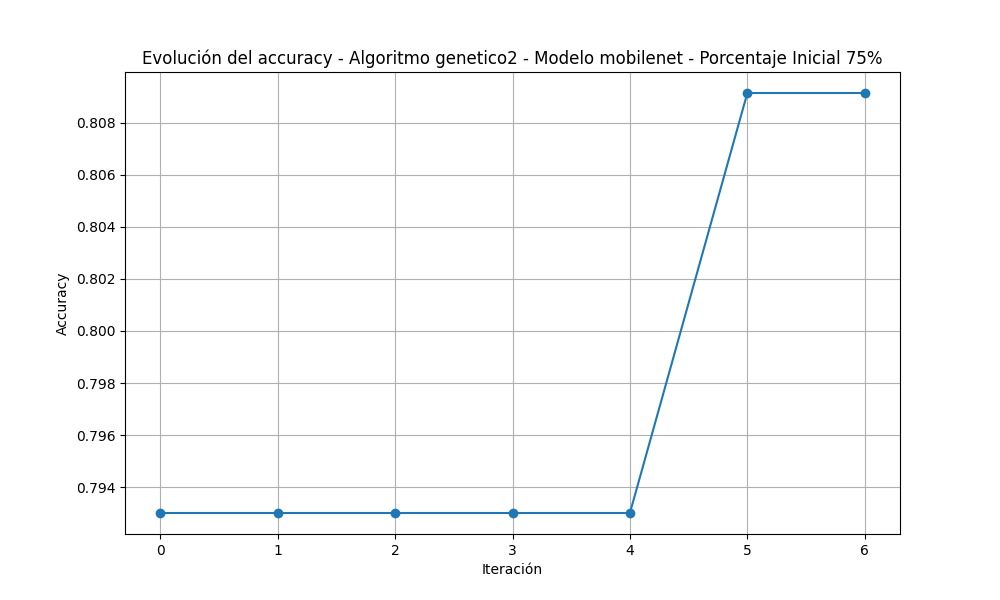 Evolución del accuracy - Algoritmo genetico2 - Modelo mobilenet - Porcentaje Inicial 75%
0.808
0.806
0.804
0.802
0.800
0.798
0.796
0.794
Accuracy
0 1 2 3 4 5 6
Iteración